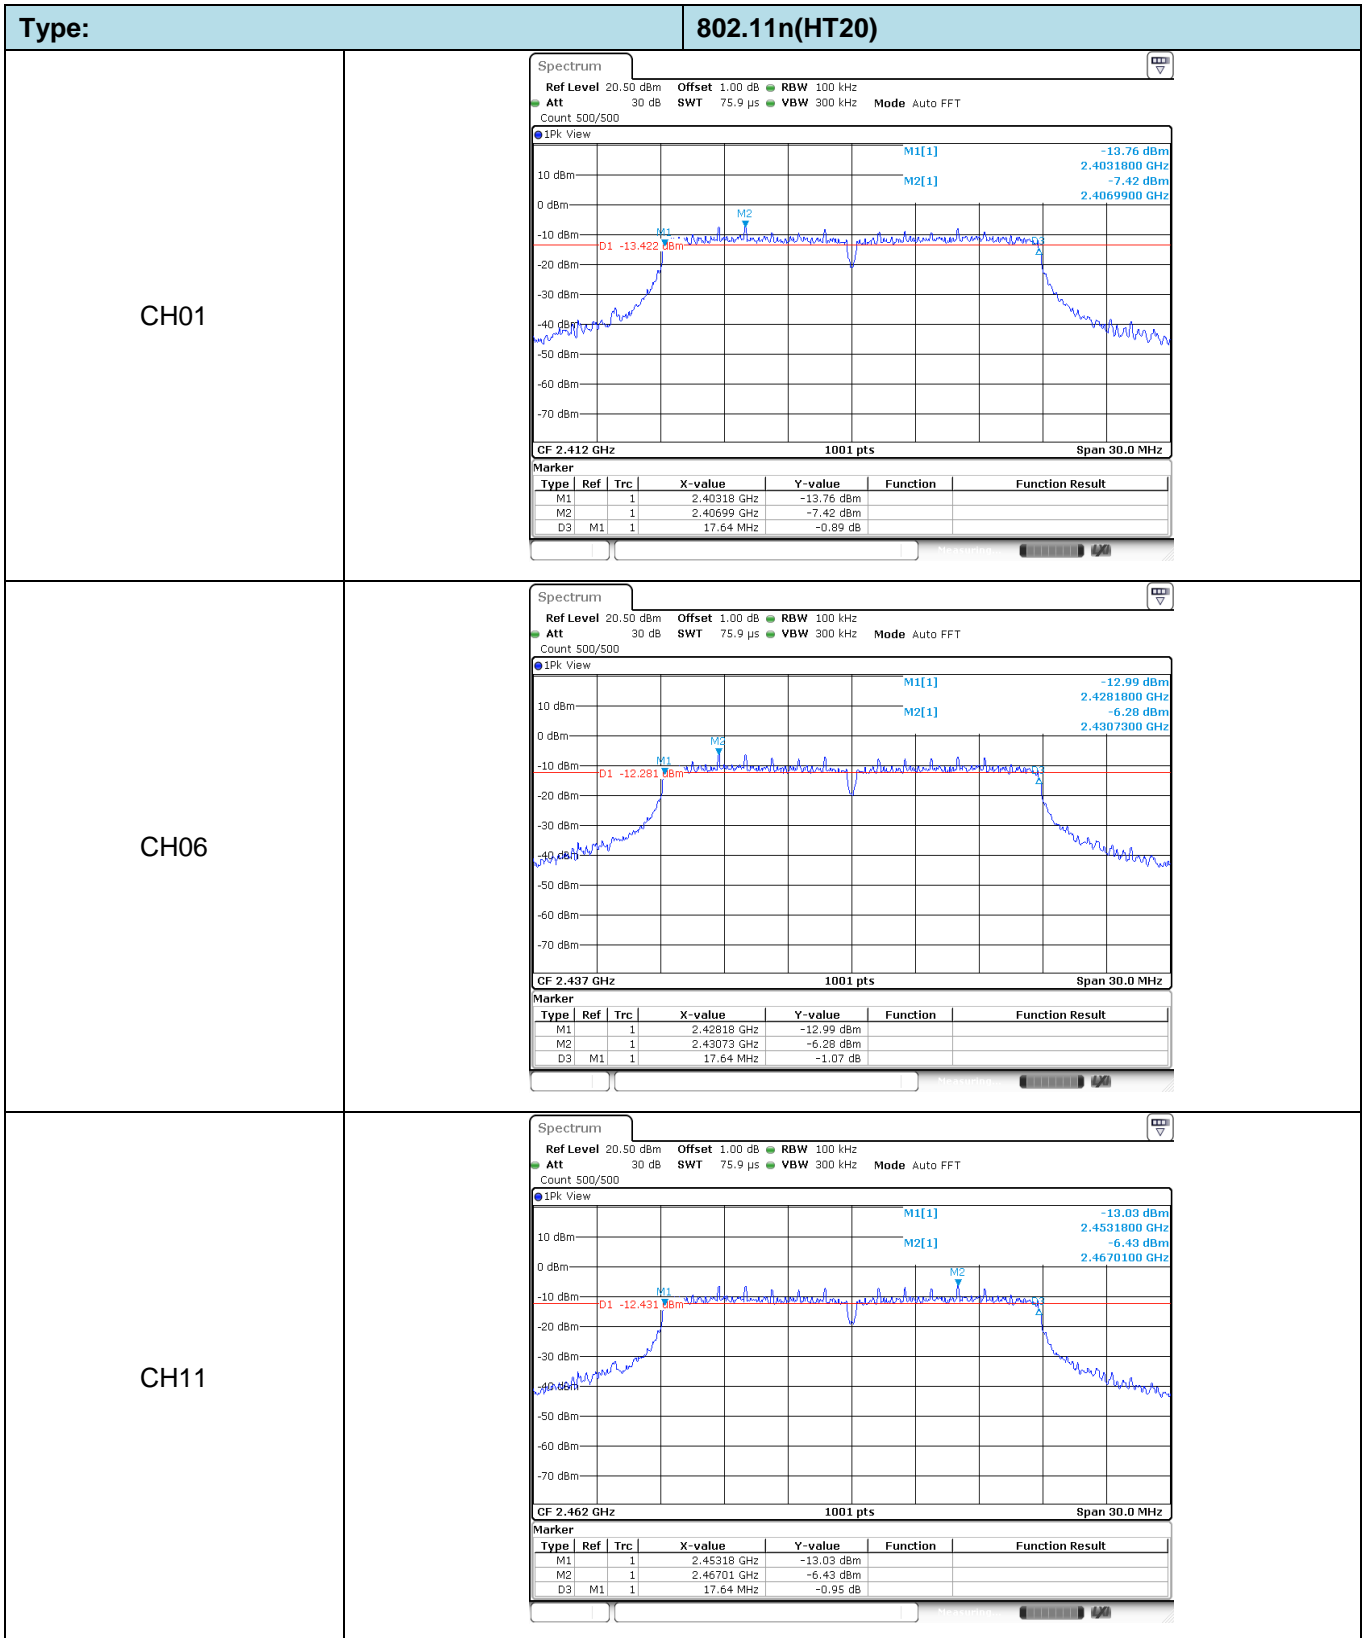 Type: 802.11n(HT20)
CH01
Spectrum
Ref Level 20.50 dBm Offset 1.00 dB RBW 100 kHz
Att 30 dB SWT 75.9 µs VBW 300 kHz Mode Auto FFT
Count 500/500
1Pk View
M1[1] -13.76 dBm
2.4031800 GHz
10 dBm
M2[1] -7.42 dBm
2.4069900 GHz
0 dBm
M2
M1
-10 dBm
D3
D1 -13.422 dBm
-20 dBm
-30 dBm
-40 dBm
-50 dBm
-60 dBm
-70 dBm
CF 2.412 GHz 1001 pts Span 30.0 MHz
Marker
Type Ref Trc X-value Y-value Function Function Result
M1 1 2.40318 GHz -13.76 dBm
M2 1 2.40699 GHz -7.42 dBm
D3 M1 1 17.64 MHz -0.89 dB
Measuring...
CH06
Spectrum
Ref Level 20.50 dBm Offset 1.00 dB RBW 100 kHz
Att 30 dB SWT 75.9 µs VBW 300 kHz Mode Auto FFT
Count 500/500
1Pk View
M1[1] -12.99 dBm
2.4281800 GHz
10 dBm
M2[1] -6.28 dBm
2.4307300 GHz
0 dBm
M2
M1
-10 dBm
D3
D1 -12.281 dBm
-20 dBm
-30 dBm
-40 dBm
-50 dBm
-60 dBm
-70 dBm
CF 2.437 GHz 1001 pts Span 30.0 MHz
Marker
Type Ref Trc X-value Y-value Function Function Result
M1 1 2.42818 GHz -12.99 dBm
M2 1 2.43073 GHz -6.28 dBm
D3 M1 1 17.64 MHz -1.07 dB
Measuring...
CH11
Spectrum
Ref Level 20.50 dBm Offset 1.00 dB RBW 100 kHz
Att 30 dB SWT 75.9 µs VBW 300 kHz Mode Auto FFT
Count 500/500
1Pk View
M1[1] -13.03 dBm
2.4531800 GHz
10 dBm
M2[1] -6.43 dBm
2.4670100 GHz
0 dBm
M2
M1
-10 dBm
D3
D1 -12.431 dBm
-20 dBm
-30 dBm
-40 dBm
-50 dBm
-60 dBm
-70 dBm
CF 2.462 GHz 1001 pts Span 30.0 MHz
Marker
Type Ref Trc X-value Y-value Function Function Result
M1 1 2.45318 GHz -13.03 dBm
M2 1 2.46701 GHz -6.43 dBm
D3 M1 1 17.64 MHz -0.95 dB
Measuring...